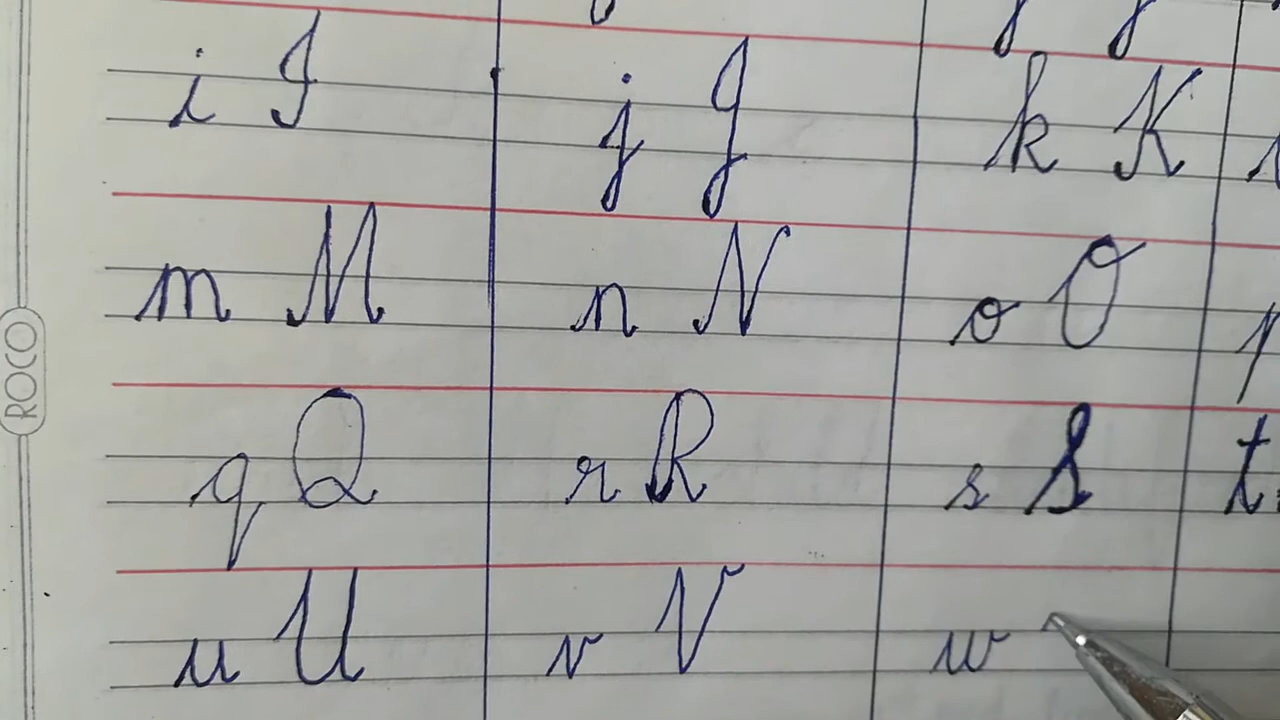 i I j J k K
m M n N o O
q Q r R s S t
u U v V w
ROCO